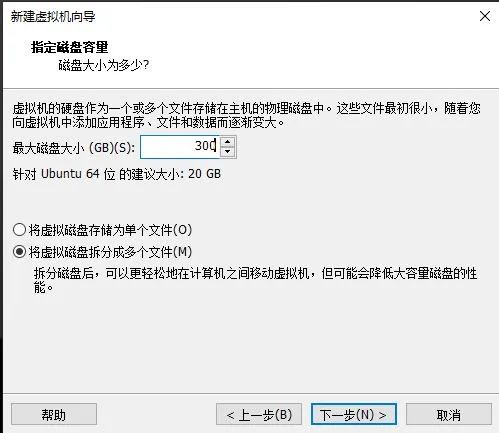 新建虚拟机向导
指定磁盘容量
磁盘大小为多少?
虚拟机的硬盘作为一个或多个文件存储在主机的物理磁盘中。这些文件最初很小，随着您
向虚拟机中添加应用程序、文件和数据而逐渐变大。
最大磁盘大小 (GB)(S): 300
针对 Ubuntu 64 位 的建议大小: 20 GB
将虚拟磁盘存储为单个文件(O)
将虚拟磁盘拆分成多个文件(M)
拆分磁盘后，可以更轻松地在计算机之间移动虚拟机，但可能会降低大容量磁盘的性
能。
帮助 < 上一步(B) 下一步(N) > 取消